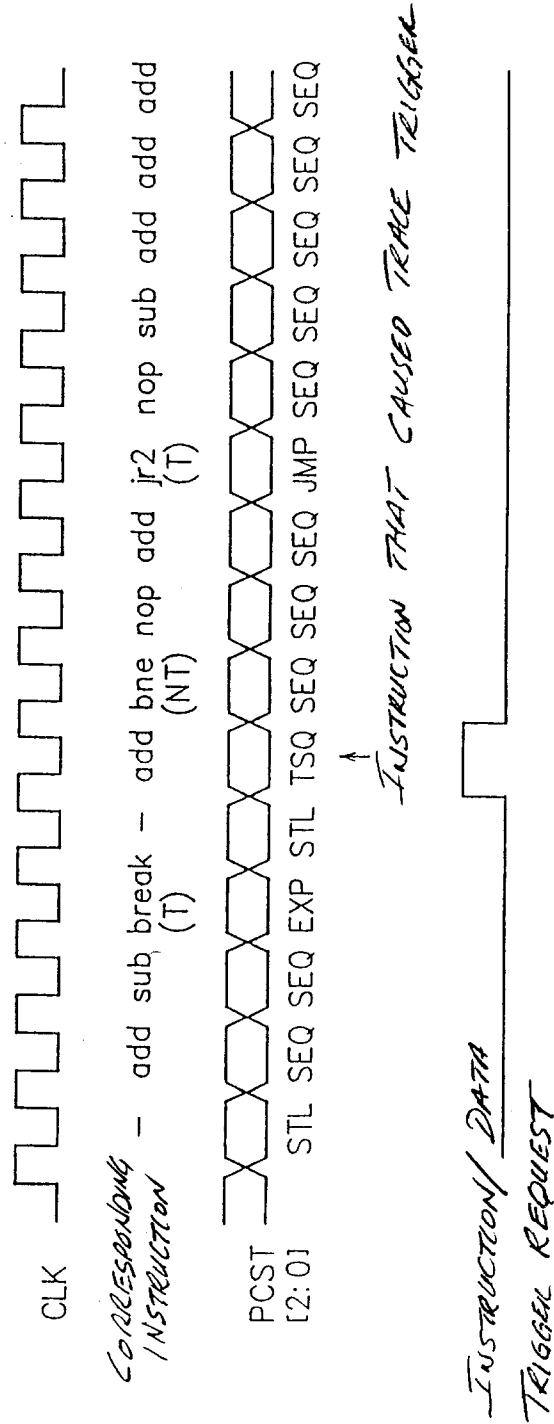 CLK
CORRESPONDING
INSTRUCTION
— add sub break — add bne nop add jr2 nop sub add add add
(T) (NT) (T)
PCST
[2:0]
STL SEQ SEQ EXP STL TSQ SEQ SEQ SEQ JMP SEQ SEQ SEQ SEQ SEQ
INSTRUCTION THAT CAUSED TRACE TRIGGER
INSTRUCTION/DATA
TRIGGER REQUEST